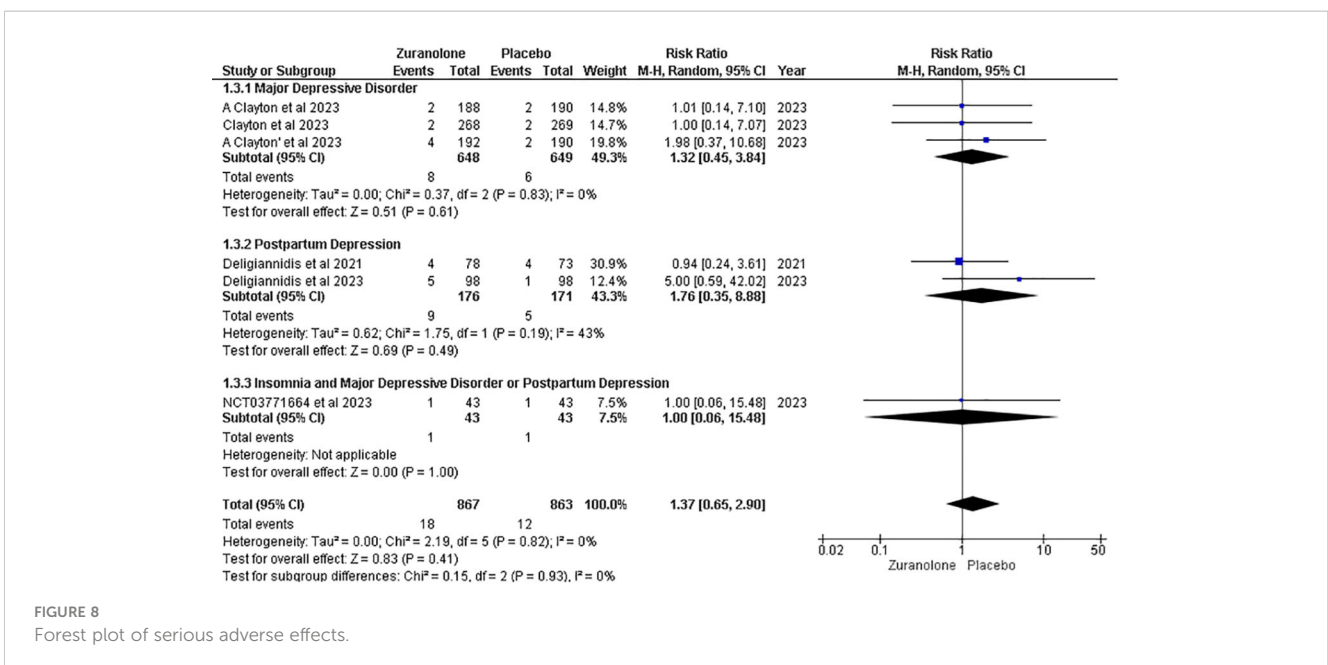 Zuranolone Placebo Risk Ratio Risk Ratio
Study or Subgroup Events Total Events Total Weight M-H, Random, 95% CI Year M-H, Random, 95% CI
1.3.1 Major Depressive Disorder
A Clayton et al 2023 2 188 2 190 14.8% 1.01 [0.14, 7.10] 2023
Clayton et al 2023 2 268 2 269 14.7% 1.00 [0.14, 7.07] 2023
A Clayton' et al 2023 4 192 2 190 19.8% 1.98 [0.37, 10.68] 2023
Subtotal (95% CI) 648 649 49.3% 1.32 [0.45, 3.84]
Total events 8 6
Heterogeneity: Tau² = 0.00; Chi² = 0.37, df = 2 (P = 0.83); I² = 0%
Test for overall effect: Z = 0.51 (P = 0.61)
1.3.2 Postpartum Depression
Deligiannidis et al 2021 4 78 4 73 30.9% 0.94 [0.24, 3.61] 2021
Deligiannidis et al 2023 5 98 1 98 12.4% 5.00 [0.59, 42.02] 2023
Subtotal (95% CI) 176 171 43.3% 1.76 [0.35, 8.88]
Total events 9 5
Heterogeneity: Tau² = 0.62; Chi² = 1.75, df = 1 (P = 0.19); I² = 43%
Test for overall effect: Z = 0.69 (P = 0.49)
1.3.3 Insomnia and Major Depressive Disorder or Postpartum Depression
NCT03771664 et al 2023 1 43 1 43 7.5% 1.00 [0.06, 15.48] 2023
Subtotal (95% CI) 43 43 7.5% 1.00 [0.06, 15.48]
Total events 1 1
Heterogeneity: Not applicable
Test for overall effect: Z = 0.00 (P = 1.00)
Total (95% CI) 867 863 100.0% 1.37 [0.65, 2.90]
Total events 18 12
Heterogeneity: Tau² = 0.00; Chi² = 2.19, df = 5 (P = 0.82); I² = 0%
Test for overall effect: Z = 0.83 (P = 0.41)
Test for subgroup differences: Chi² = 0.15, df = 2 (P = 0.93), I² = 0%
0.02 0.1 1 10 50
Zuranolone Placebo
FIGURE 8
Forest plot of serious adverse effects.